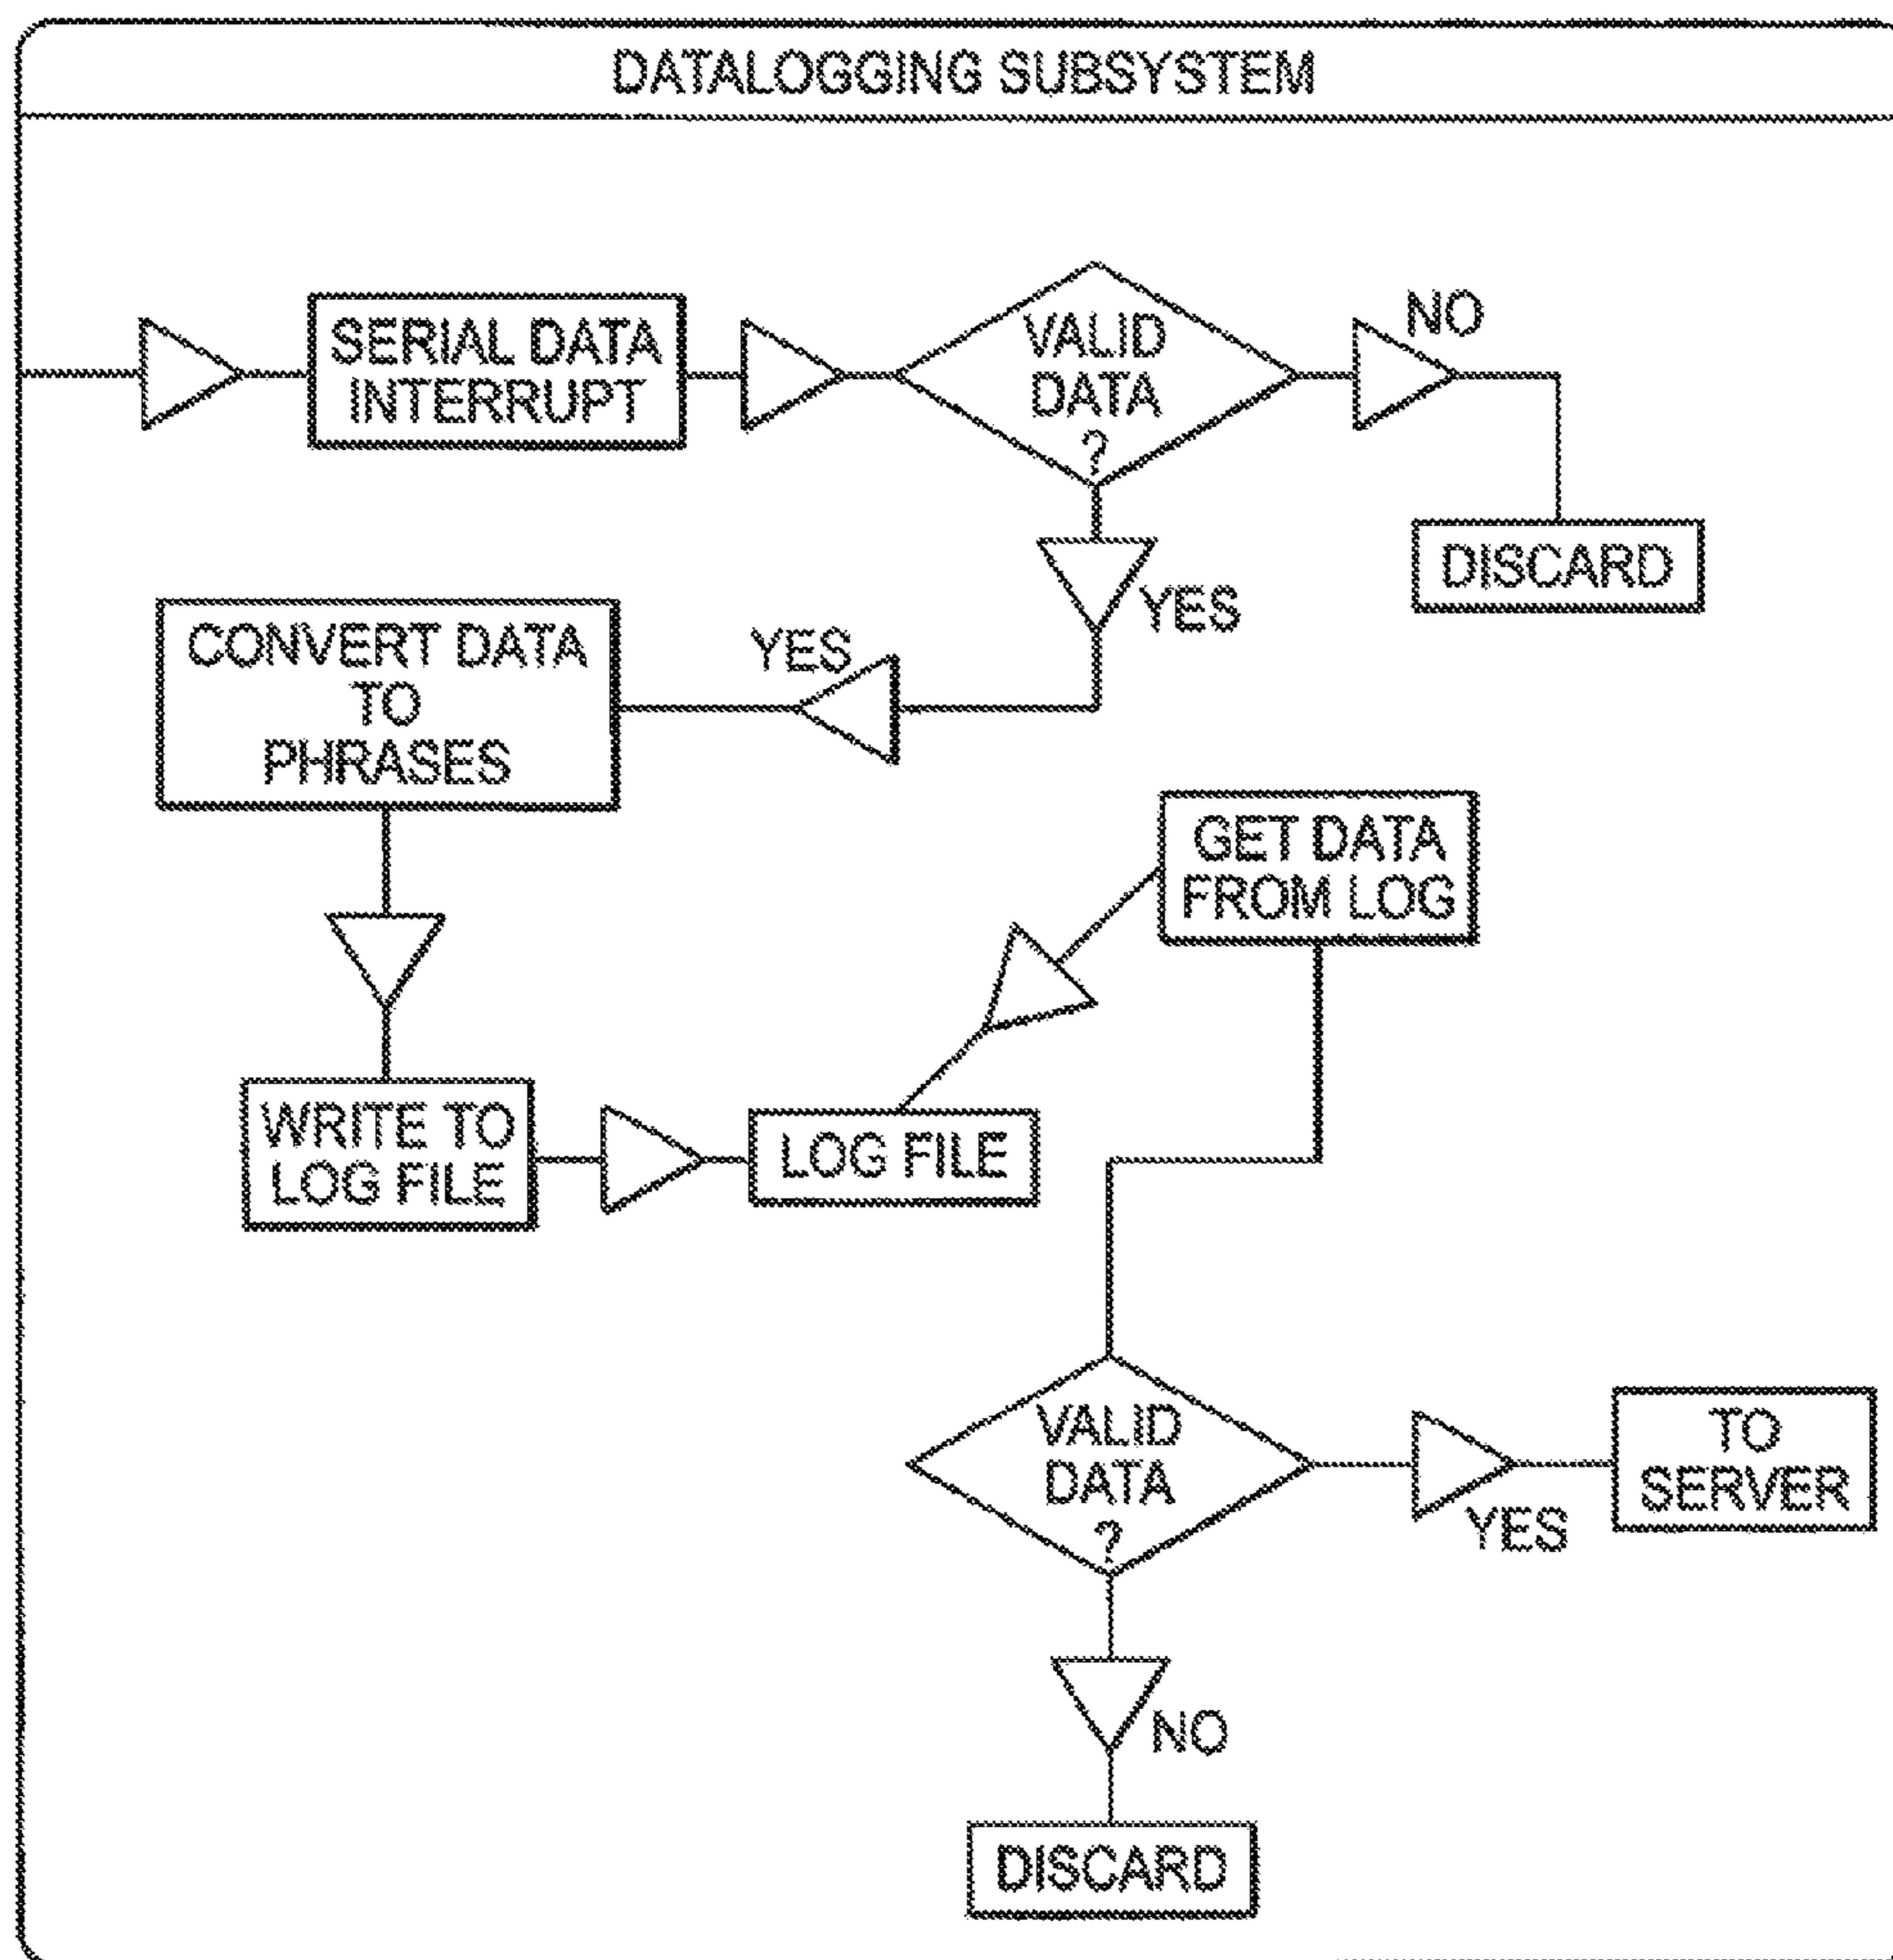 DATALOGGING SUBSYSTEM
SERIAL DATA
INTERRUPT
VALID
DATA
?
NO
DISCARD
YES
YES
CONVERT DATA
TO
PHRASES
GET DATA
FROM LOG
WRITE TO
LOG FILE
LOG FILE
VALID
DATA
?
YES
TO
SERVER
NO
DISCARD